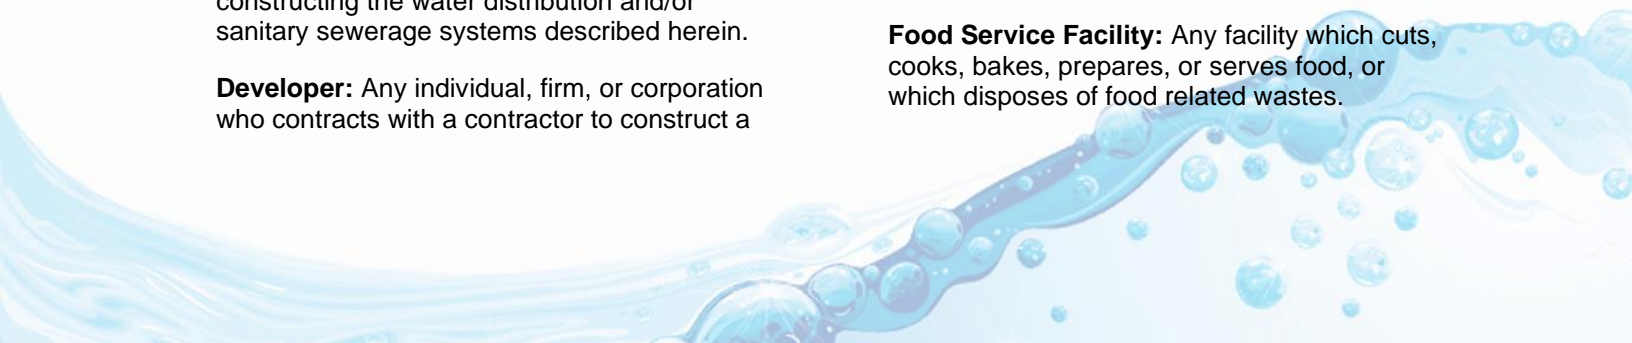 constructing the water distribution and/or
sanitary sewerage systems described herein.
Developer: Any individual, firm, or corporation
who contracts with a contractor to construct a
Food Service Facility: Any facility which cuts,
cooks, bakes, prepares, or serves food, or
which disposes of food related wastes.